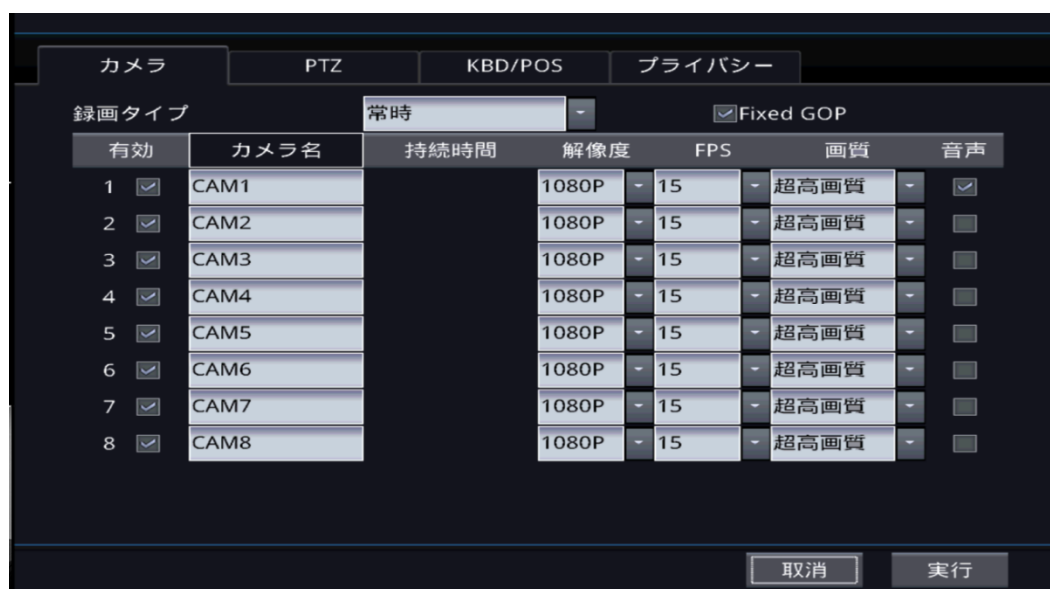 カメラ PTZ KBD/POS プライバシー
録画タイプ 常時 Fixed GOP
有効 カメラ名 持続時間 解像度 FPS 画質 音声
1 CAM1 1080P 15 超高画質
2 CAM2 1080P 15 超高画質
3 CAM3 1080P 15 超高画質
4 CAM4 1080P 15 超高画質
5 CAM5 1080P 15 超高画質
6 CAM6 1080P 15 超高画質
7 CAM7 1080P 15 超高画質
8 CAM8 1080P 15 超高画質
取消 実行